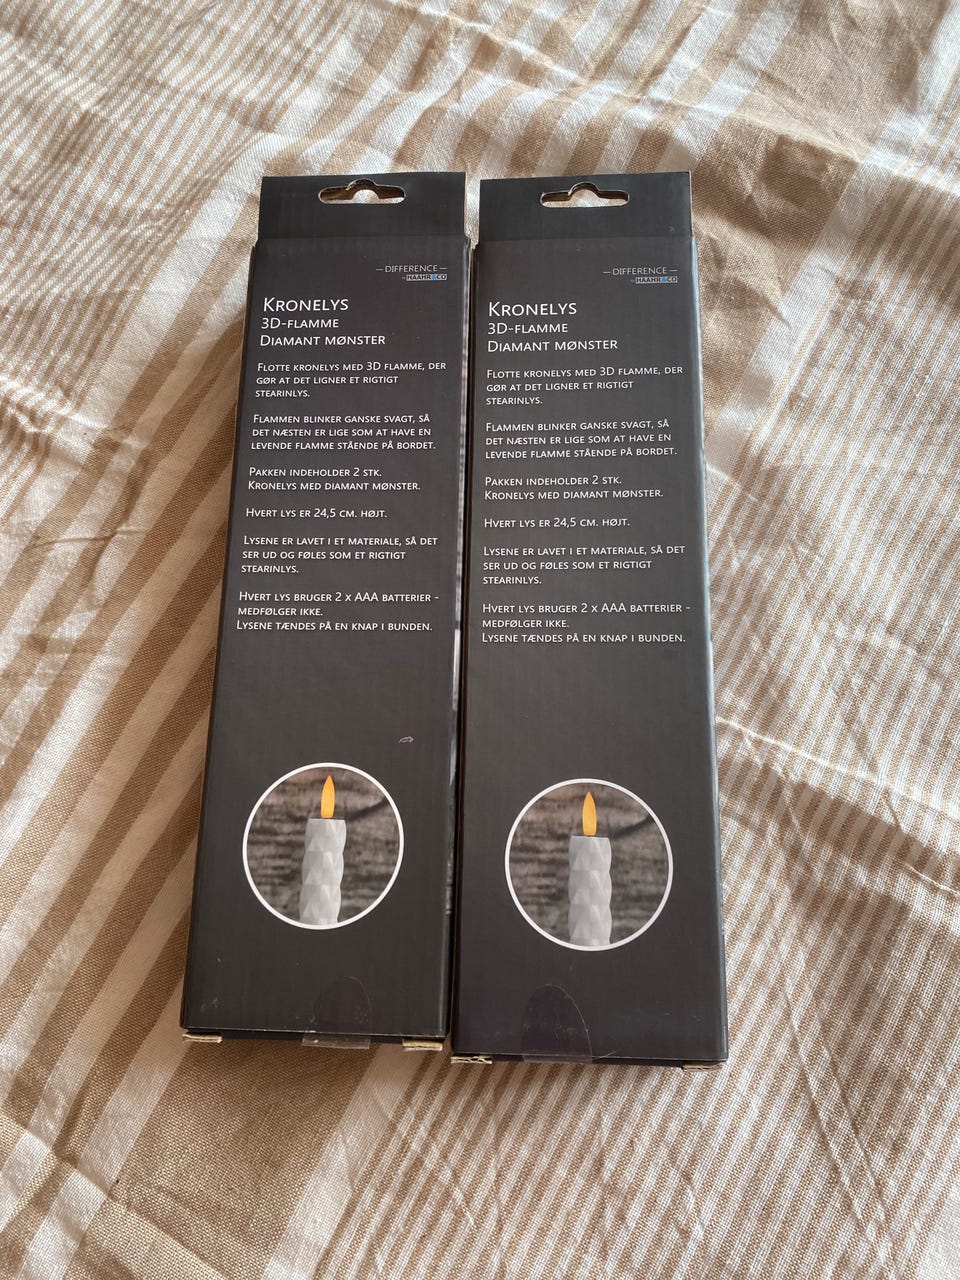 — DIFFERENCE —
HAAHR&CO
KRONELYS
3D-FLAMME
DIAMANT MØNSTER
FLOTTE KRONELYS MED 3D FLAMME, DER
GØR AT DET LIGNER ET RIGTIGT
STEARINLYS.
FLAMMEN BLINKER GANSKE SVAGT, SÅ
DET NÆSTEN ER LIGE SOM AT HAVE EN
LEVENDE FLAMME STÅENDE PÅ BORDET.
PAKKEN INDEHOLDER 2 STK.
KRONELYS MED DIAMANT MØNSTER.
HVERT LYS ER 24,5 CM. HØJT.
LYSENE ER LAVET I ET MATERIALE, SÅ DET
SER UD OG FØLES SOM ET RIGTIGT
STEARINLYS.
HVERT LYS BRUGER 2 X AAA BATTERIER -
MEDFØLGER IKKE.
LYSENE TÆNDES PÅ EN KNAP I BUNDEN.
— DIFFERENCE —
HAAHR&CO
KRONELYS
3D-FLAMME
DIAMANT MØNSTER
FLOTTE KRONELYS MED 3D FLAMME, DER
GØR AT DET LIGNER ET RIGTIGT
STEARINLYS.
FLAMMEN BLINKER GANSKE SVAGT, SÅ
DET NÆSTEN ER LIGE SOM AT HAVE EN
LEVENDE FLAMME STÅENDE PÅ BORDET.
PAKKEN INDEHOLDER 2 STK.
KRONELYS MED DIAMANT MØNSTER.
HVERT LYS ER 24,5 CM. HØJT.
LYSENE ER LAVET I ET MATERIALE, SÅ DET
SER UD OG FØLES SOM ET RIGTIGT
STEARINLYS.
HVERT LYS BRUGER 2 X AAA BATTERIER -
MEDFØLGER IKKE.
LYSENE TÆNDES PÅ EN KNAP I BUNDEN.